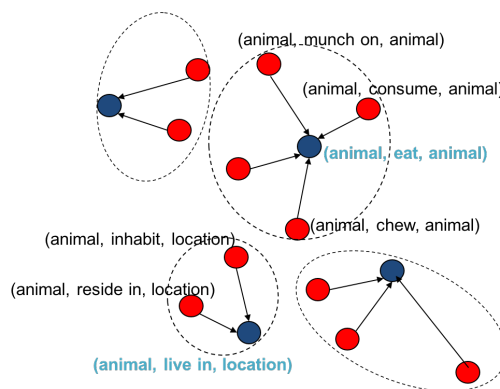 (animal, munch on, animal)
(animal, consume, animal)
(animal, eat, animal)
(animal, chew, animal)
(animal, inhabit, location)
(animal, reside in, location)
(animal, live in, location)